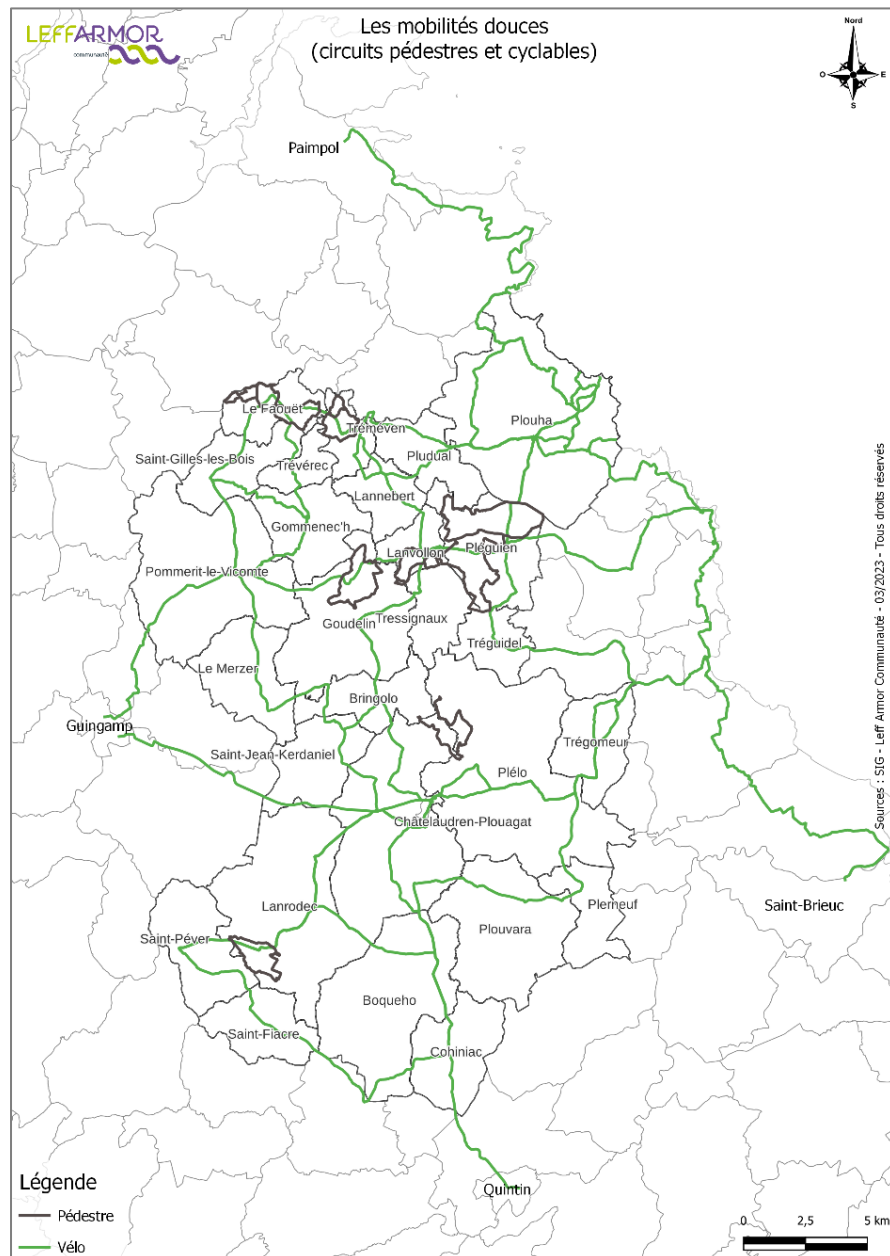 LEFFARMOR
communauté
Les mobilités douces
(circuits pédestres et cyclables)
Nord
O
E
S
Paimpol
Le Faouët
Tréméven
Plouha
Saint-Gilles-les-Bois
Trévérec
Pludual
Lannebert
Gommenec'h
Lanvollon
Pléguien
Pommerit-le-Vicomte
Goudelin
Tressignaux
Tréguidel
Le Merzer
Bringolo
Guingamp
Saint-Jean-Kerdaniel
Trégomeur
Plélo
Châtelaudren-Plouagat
Lanrodec
Plerneuf
Saint-Brieuc
Plouvara
Saint-Péver
Boqueho
Saint-Fiacre
Cohiniac
Quintin
Sources : SIG - Leff Armor Communauté - 03/2023 - Tous droits réservés
Légende
Pédestre
Vélo
0 2,5 5 km